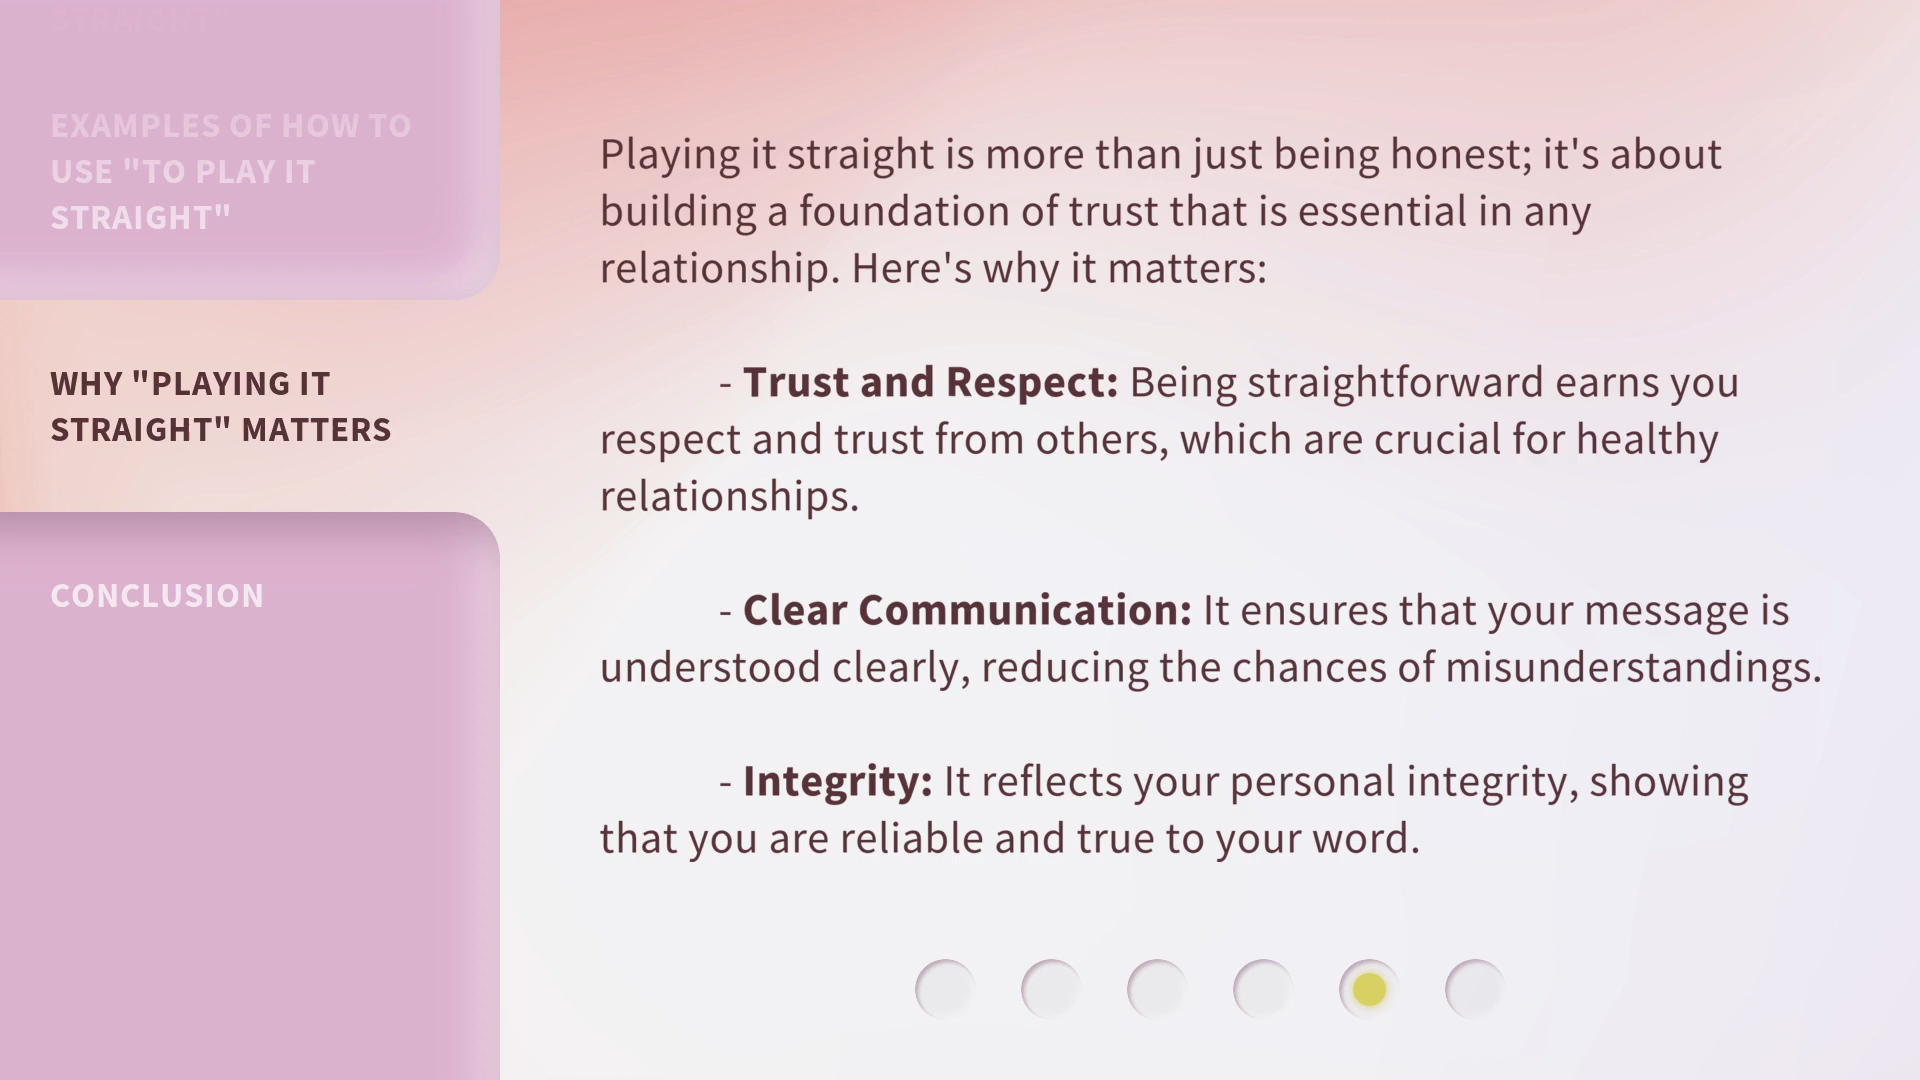 STRAIGHT"
EXAMPLES OF HOW TO
USE "TO PLAY IT
STRAIGHT"
WHY "PLAYING IT
STRAIGHT" MATTERS
CONCLUSION
Playing it straight is more than just being honest; it's about
building a foundation of trust that is essential in any
relationship. Here's why it matters:
- Trust and Respect: Being straightforward earns you
respect and trust from others, which are crucial for healthy
relationships.
- Clear Communication: It ensures that your message is
understood clearly, reducing the chances of misunderstandings.
- Integrity: It reflects your personal integrity, showing
that you are reliable and true to your word.